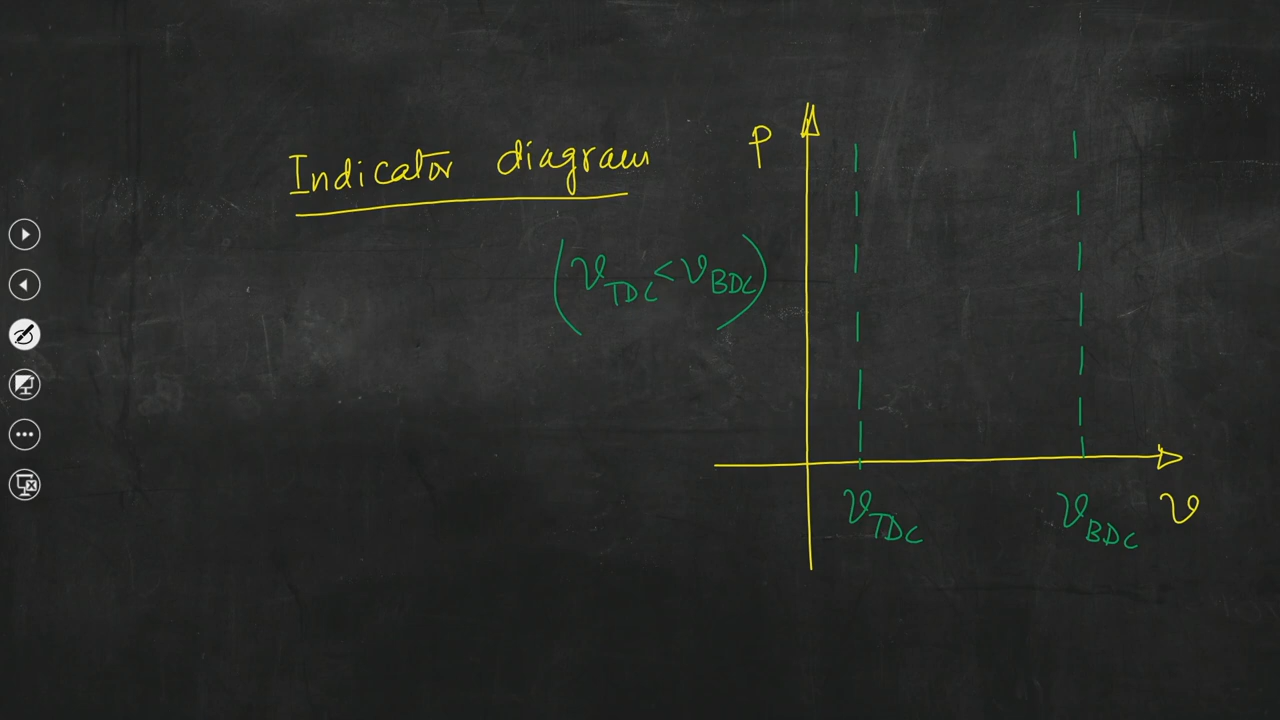 Indicator diagram
P
(v_TDC < v_BDC)
v_TDC
v_BDC
v